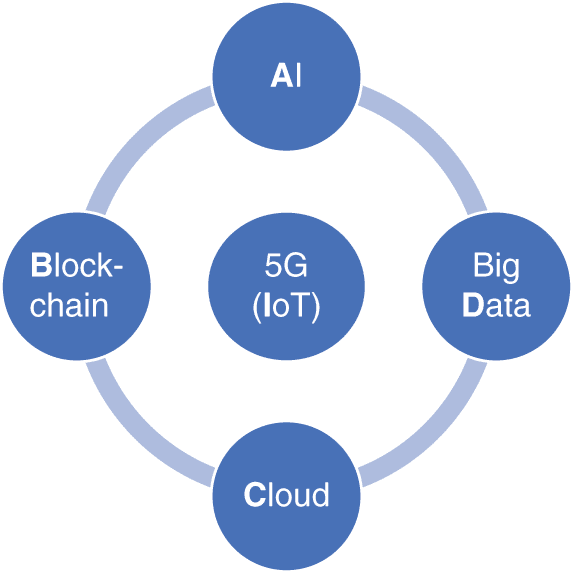 AI
Block-
chain
5G
(IoT)
Big
Data
Cloud